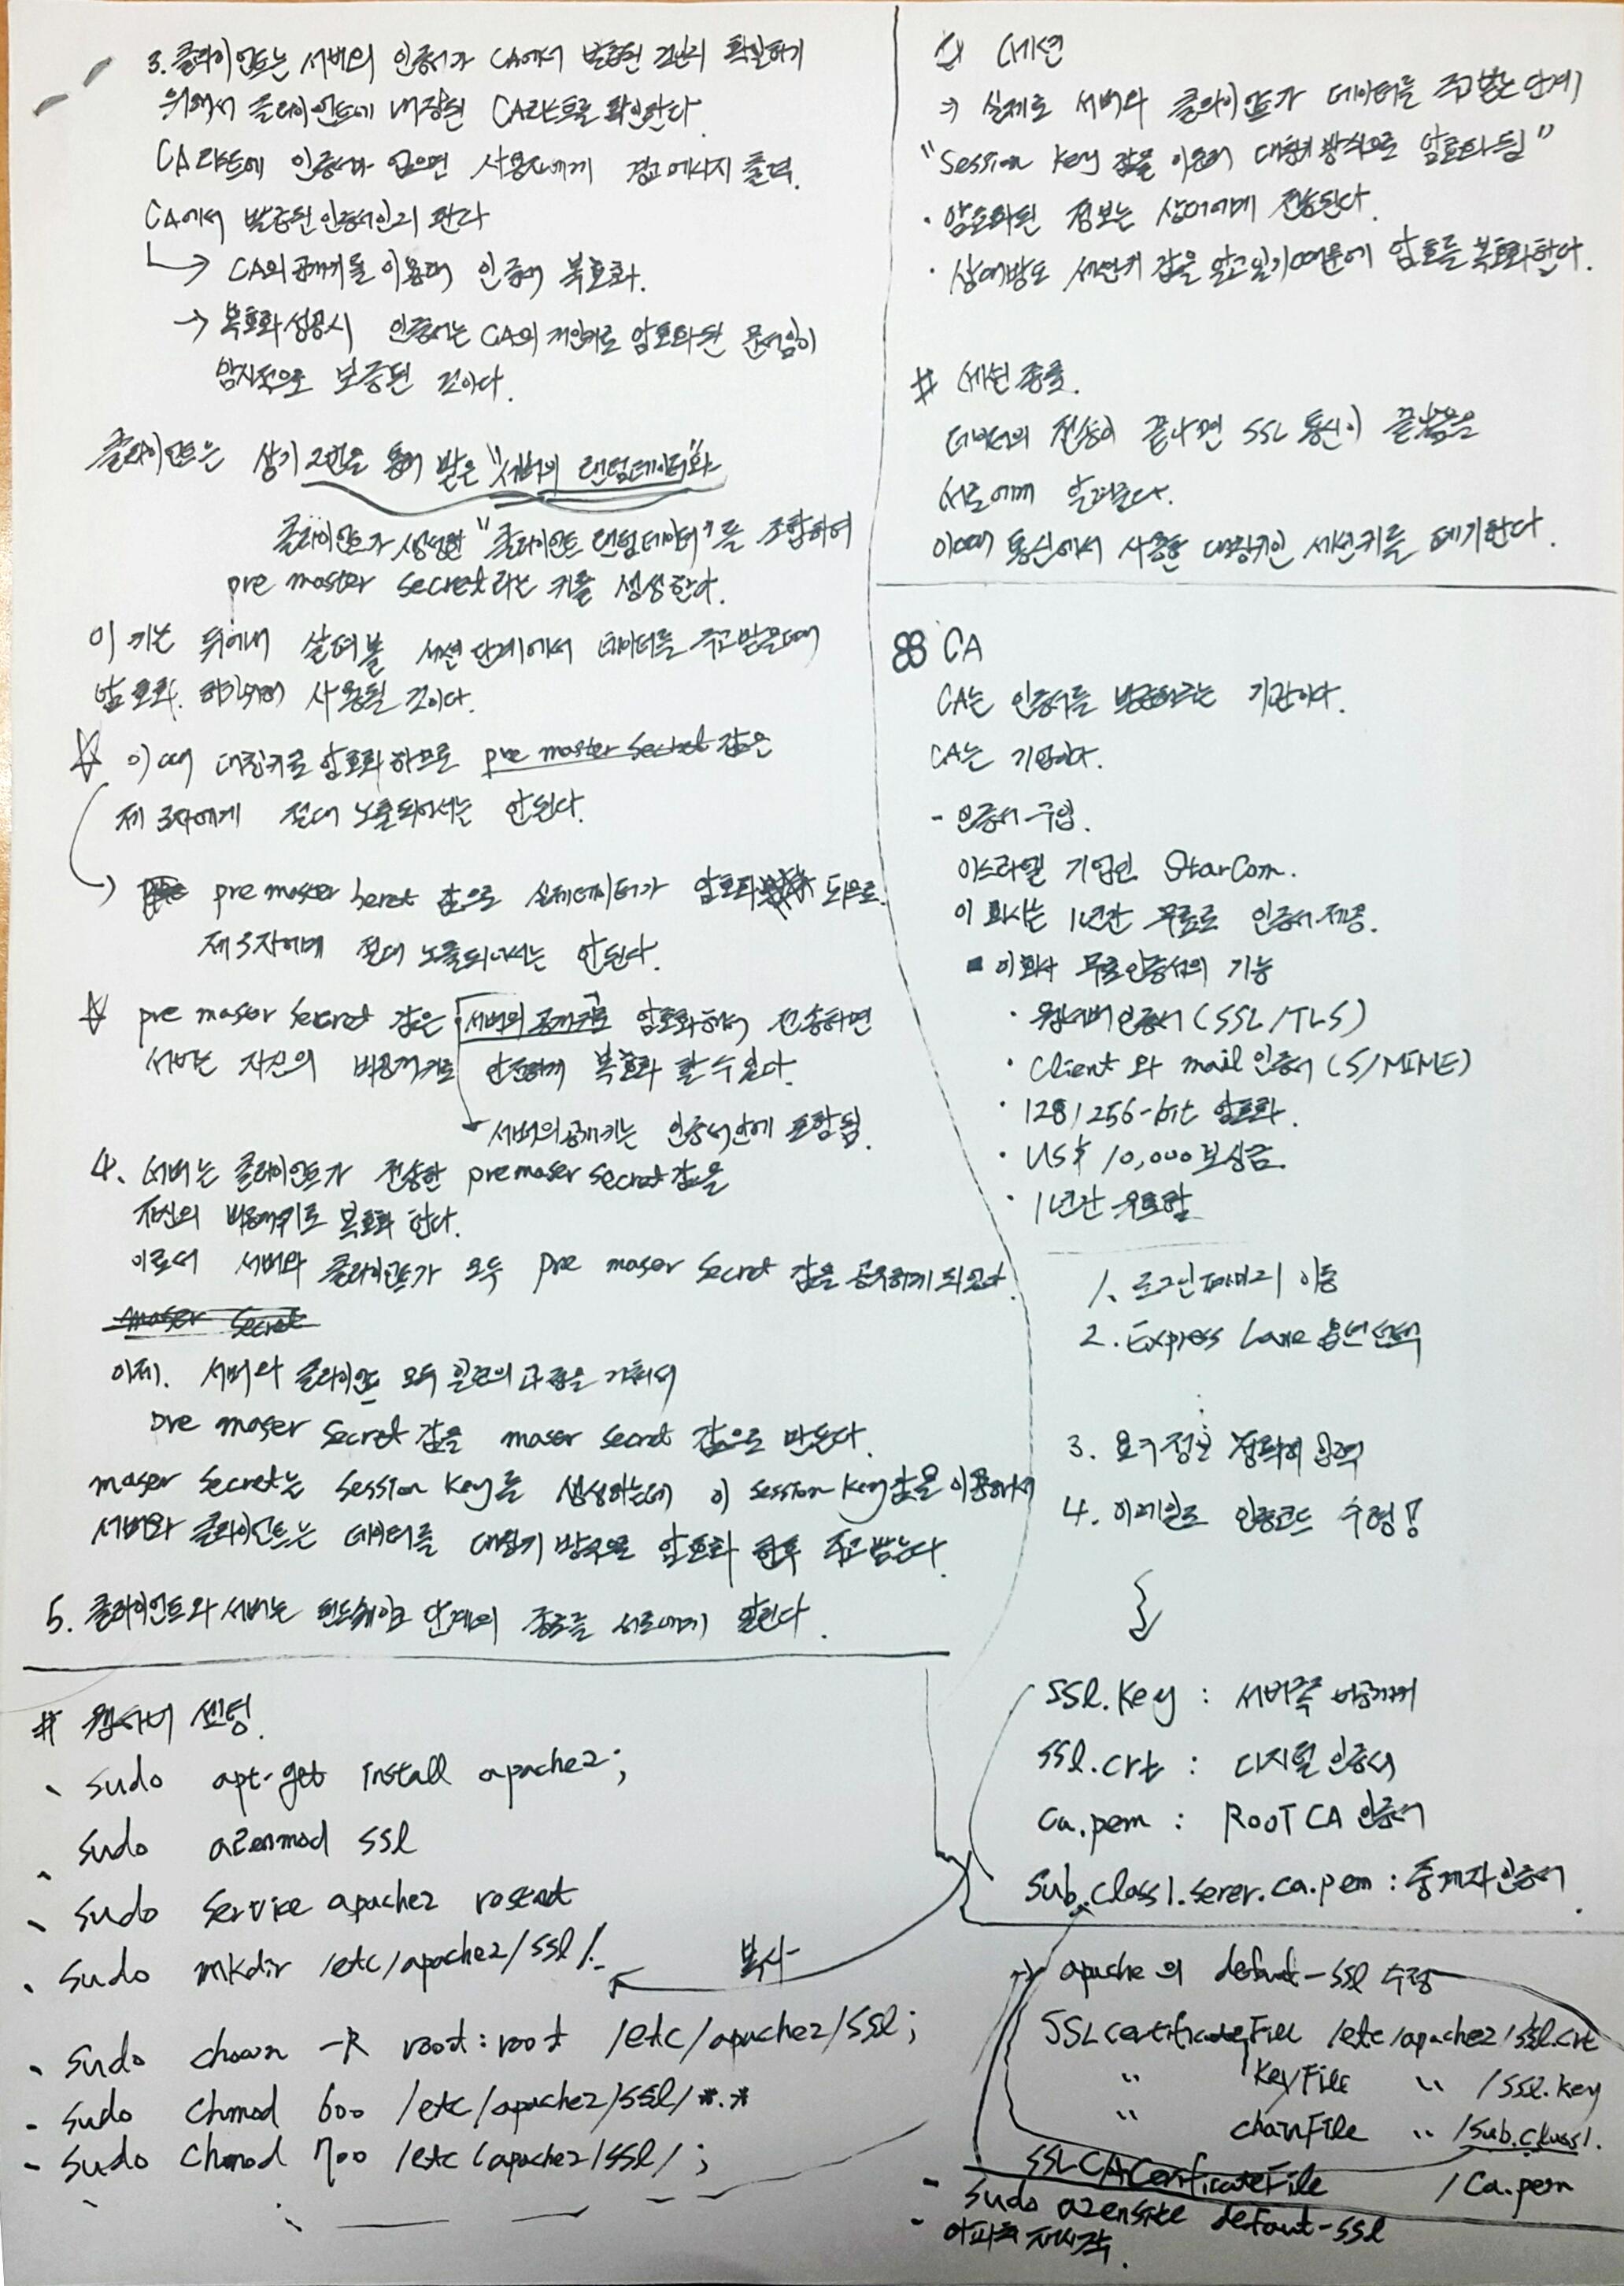 3. 클라이언트는 서버의 인증서가 CA에서 발급된 것인지 확인하기
위해서 클라이언트에 내장된 CA리스트를 확인한다.
CA리스트에 인증서가 없으면 사용자에게 경고메시지 출력.
CA에서 발급된 인증서인지 판단
→ CA의 공개키를 이용해 인증서 복호화.
→ 복호화 성공시 인증서는 CA의 개인키로 암호화된 문서임이
암시적으로 보증된 것이다.
클라이언트는 상기 2번을 통해 받은 "서버의 랜덤데이터"와
클라이언트가 생성한 "클라이언트 랜덤데이터"를 조합하여
pre master secret라는 키를 생성한다.
이 키는 뒤에서 살펴볼 세션 단계에서 데이터를 주고받을때
암호화 하기위해 사용될 것이다.
☆ 이때 대칭키로 암호화 하므로 pre master secret 값은
제 3자에게 절대 노출되어서는 안된다.
→ pre master secret 값으로 실제데이터가 암호화 되므로
제 3자에게 절대 노출되어서는 안된다.
☆ pre maser secret 값은 서버의 공개키로 암호화해서 전송하면
서버는 자신의 비공개키로 안전하게 복호화 할 수 있다.
서버의 공개키는 인증서안에 포함됨.
4. 서버는 클라이언트가 전송한 pre maser secret 값을
자신의 비공개키로 복호화 한다.
이로서 서버와 클라이언트가 모두 pre maser secret 값을 공유하게 되었다.
maser secret
이제. 서버와 클라이언트 모두 일련의 과정을 거쳐서
pre maser secret 값을 maser secret 값으로 만든다.
maser secret는 session key를 생성하는데 이 session key 값을 이용하여
서버와 클라이언트는 데이터를 대칭키 방식으로 암호화 한후 주고 받는다.
5. 클라이언트와 서버는 핸드쉐이크 단계의 종료를 서로에게 알린다.
# 웹서버 셋팅.
sudo apt-get install apache2;
sudo a2enmod ssl
sudo service apache2 restart
sudo mkdir /etc/apache2/ssl/.
복사
sudo chown -R root:root /etc/apache2/ssl;
- sudo chmod 600 /etc/apache2/ssl/*.*
- sudo chmod 700 /etc/apache2/ssl/;
세션
→ 실제로 서버와 클라이언트가 데이터를 주고받는 단계
"Session key 값을 이용해 대칭키 방식으로 암호화됨"
· 암호화된 정보는 상대에게 전송된다.
· 상대방도 세션키 값을 알고 있기때문에 암호를 복호화한다.
# 세션종료.
데이터의 전송이 끝나면 SSL 통신이 끝났음을
서로에게 알려준다.
이때 통신에서 사용한 대칭키인 세션키를 폐기한다.
CA
CA는 인증서를 발급해주는 기관이다.
CA는 기업이다.
- 인증서 구입.
이스라엘 기업인 StarCom.
이 회사는 1년간 무료로 인증서 제공.
▪ 이회사 무료인증서의 기능
· 웹서버 인증서 (SSL/TLS)
· Client 와 mail 인증서 (S/MIME)
· 128/256-bit 암호화.
· US$ 10,000 보상금.
· 1년간 유효함
1. 로그인 페이지 이동
2. Express Lane 옵션 선택
3. 요구정보 정확히 입력
4. 이메일로 인증코드 수령!
ssl.key : 서버쪽 비공개키
ssl.crt : 디지털 인증서
ca.pem : ROOT CA 인증서
sub.class1.serer.ca.pem : 중개자 인증서.
apache의 defaut-ssl 수정
SSLCertificateFile /etc/apache2/ssl.crt
" KeyFile " /ssl.key
" chainFile " /sub.class1.
SSLCACerificateFile /ca.pem
- sudo a2ensite defaut-ssl
- 아파치 재시작.